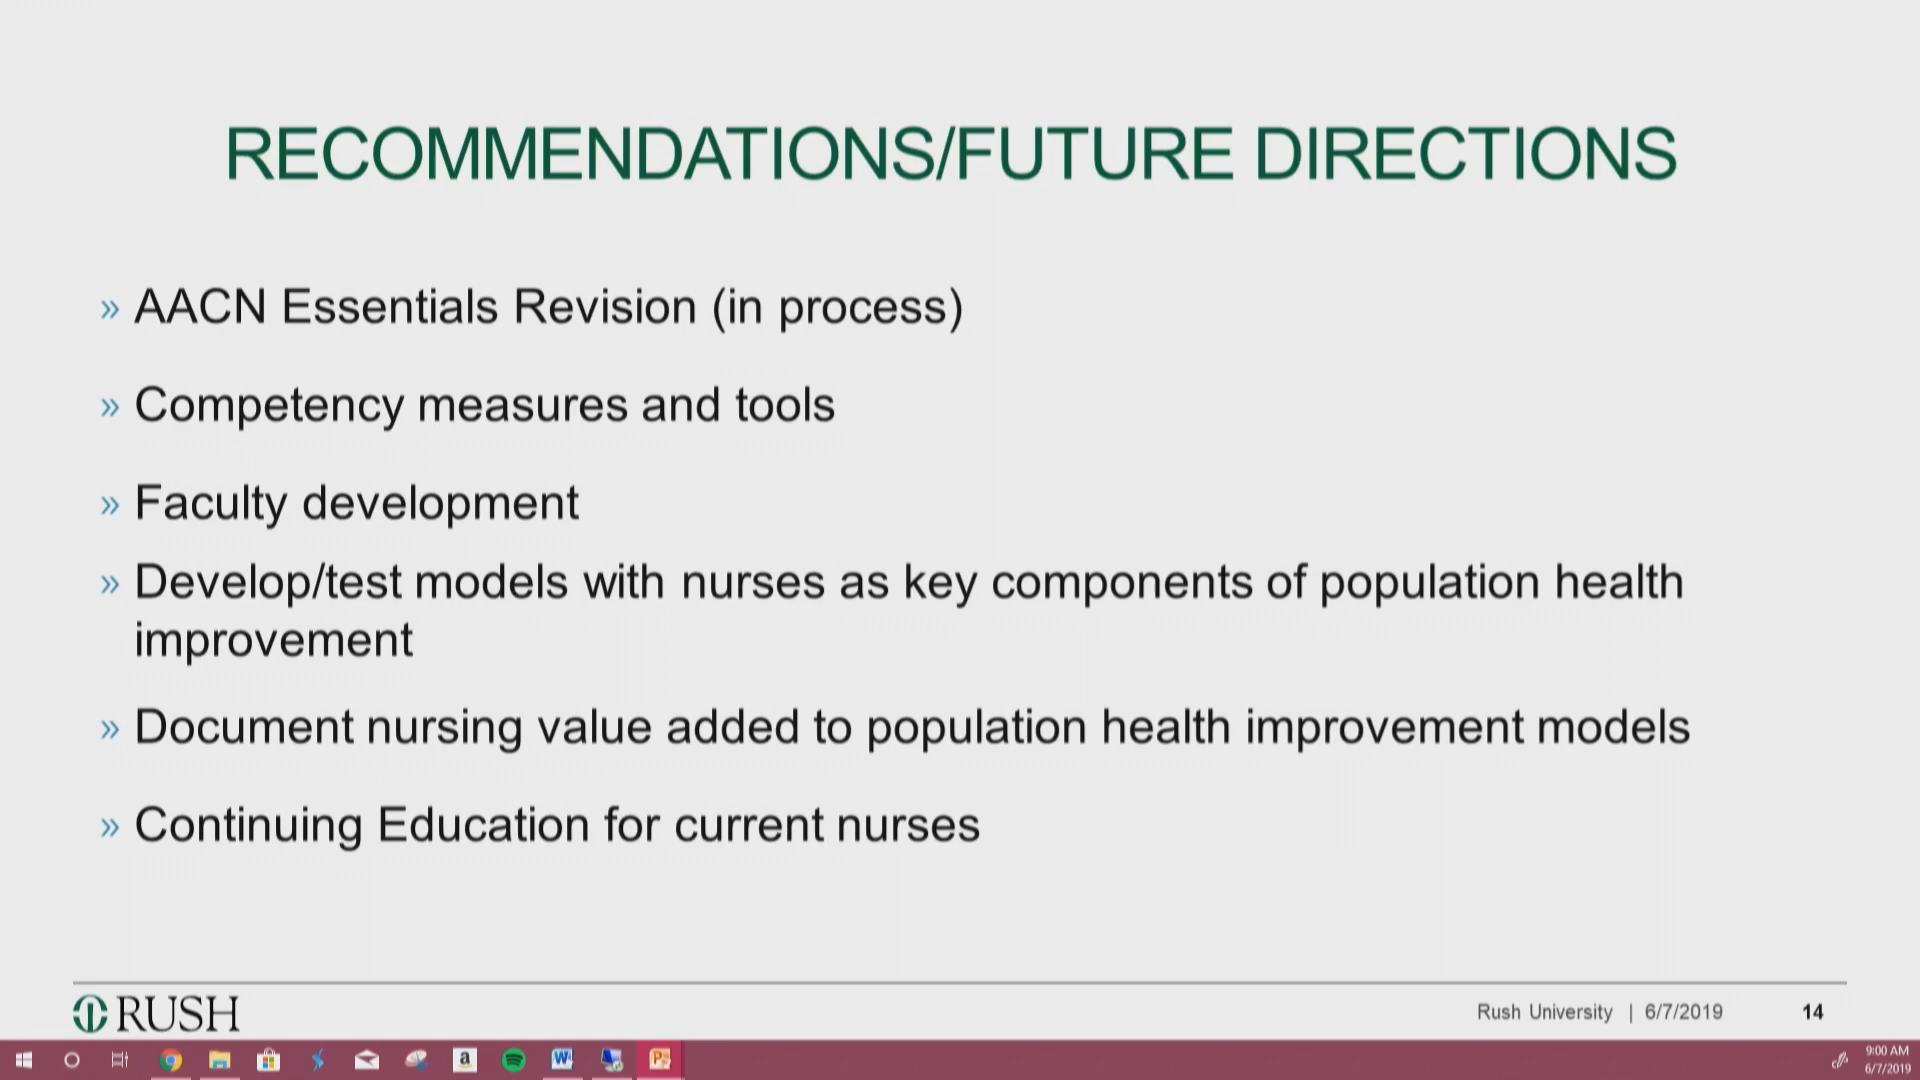 RECOMMENDATIONS/FUTURE DIRECTIONS
» AACN Essentials Revision (in process)
» Competency measures and tools
» Faculty development
» Develop/test models with nurses as key components of population health
improvement
» Document nursing value added to population health improvement models
» Continuing Education for current nurses
RUSH
Rush University | 6/7/2019 14
9:00 AM
6/7/2019